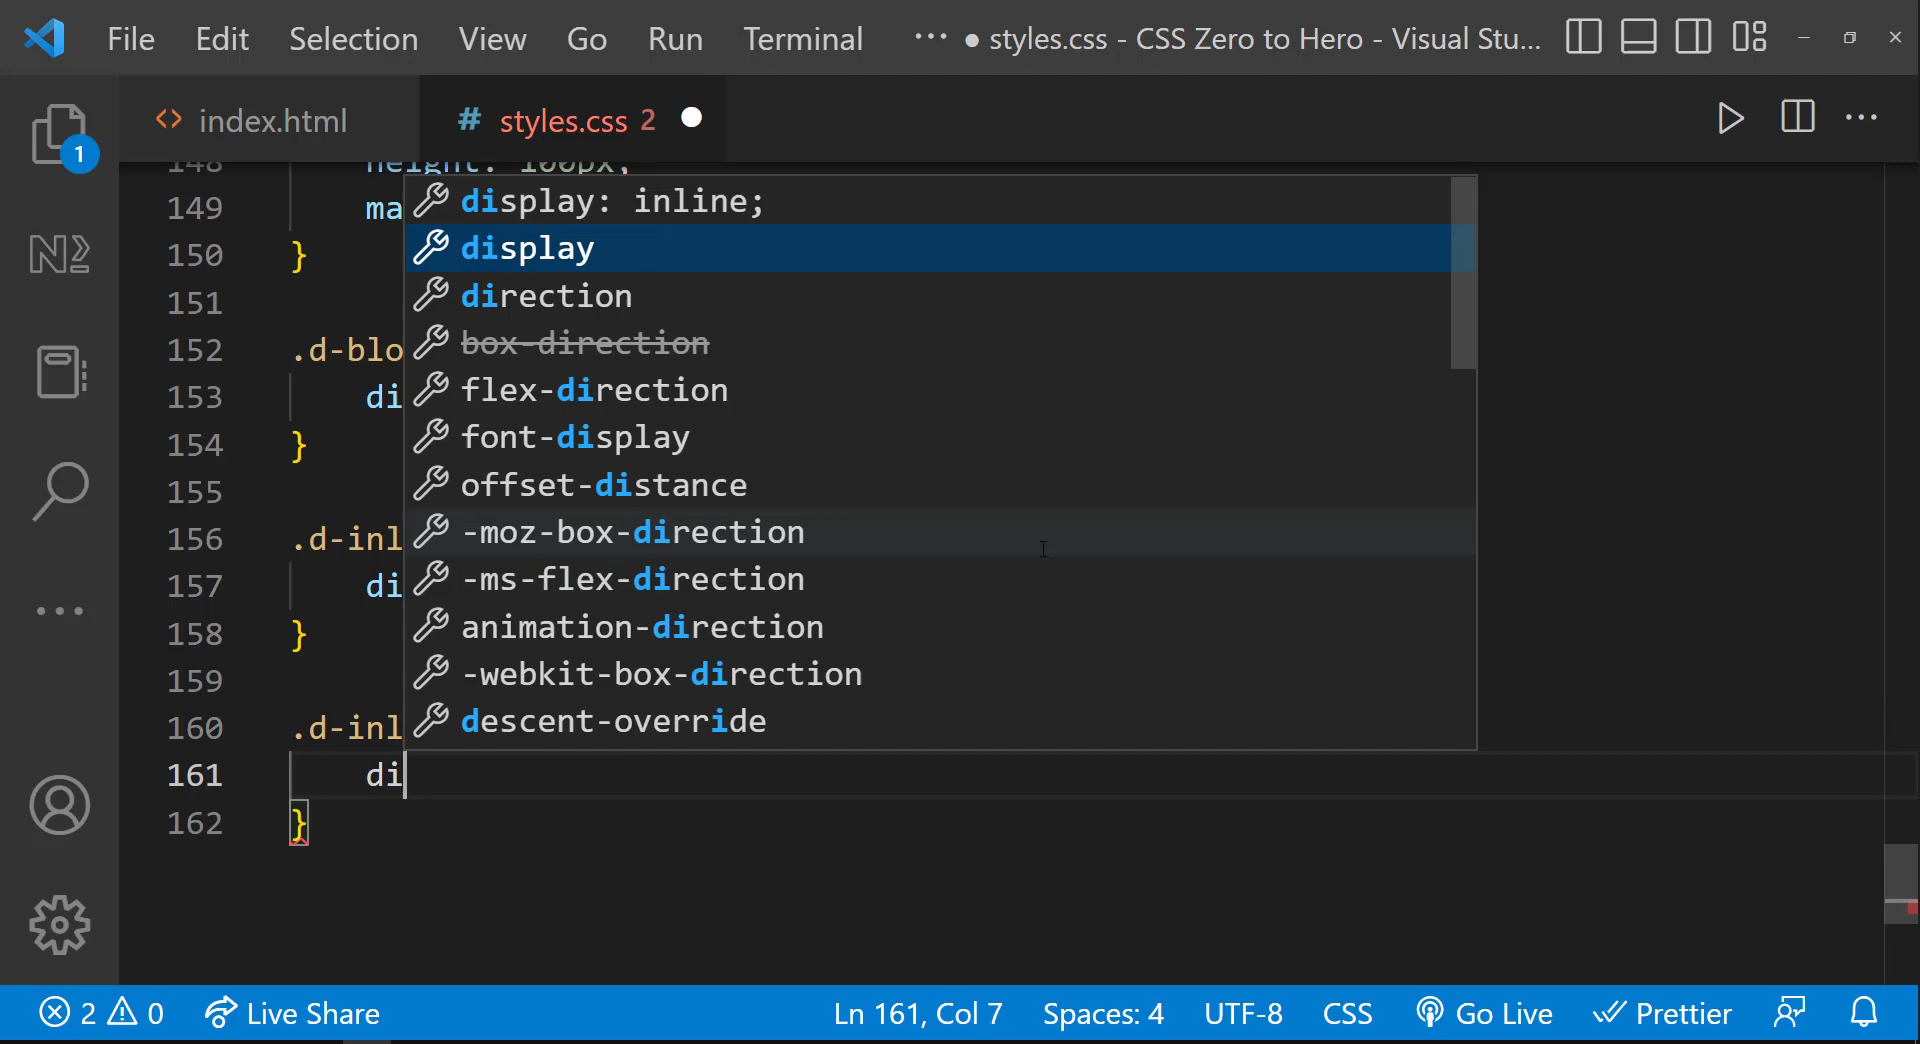 File Edit Selection View Go Run Terminal ··· ● styles.css - CSS Zero to Hero - Visual Stu...
<> index.html # styles.css 2 ●
1
148 height: 100px;
149 ma
150 }
151
152 .d-blo
153 di
154 }
155
156 .d-inl
157 di
158 }
159
160 .d-inl
161 di
162 }
display: inline;
display
direction
box-direction
flex-direction
font-display
offset-distance
-moz-box-direction
-ms-flex-direction
animation-direction
-webkit-box-direction
descent-override
2 0 Live Share Ln 161, Col 7 Spaces: 4 UTF-8 CSS Go Live Prettier